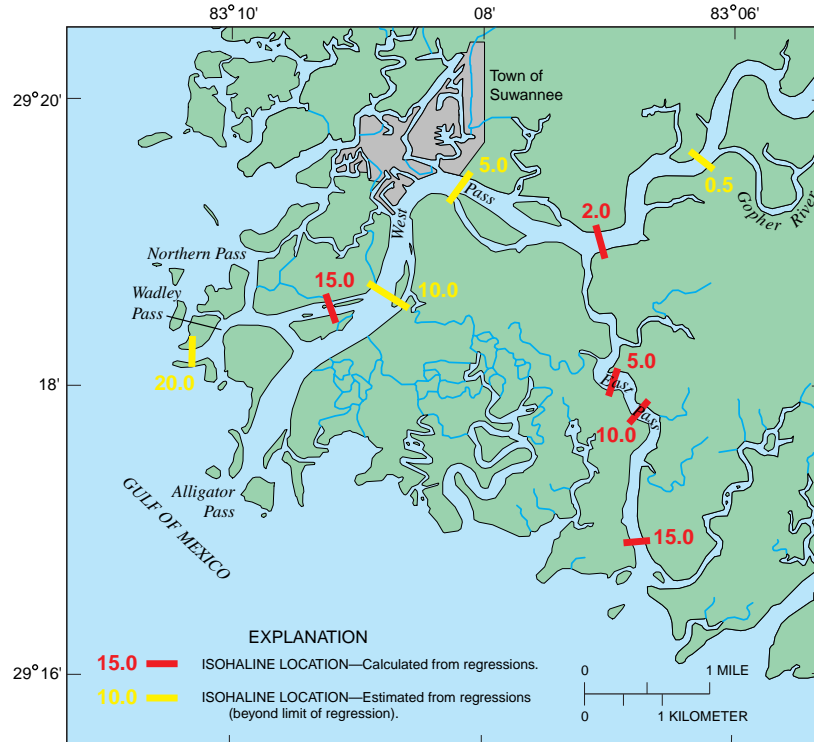 83°10' 08' 83°06'
29°20'
Town of
Suwannee
5.0
Pass
0.5
Gopher River
2.0
West
Northern Pass
Wadley
Pass
15.0
10.0
20.0
18'
5.0
East
Pass
10.0
Alligator
Pass
GULF OF MEXICO
15.0
EXPLANATION
15.0 ISOHALINE LOCATION—Calculated from regressions.
10.0 ISOHALINE LOCATION—Estimated from regressions
(beyond limit of regression).
29°16'
0 1 MILE
0 1 KILOMETER